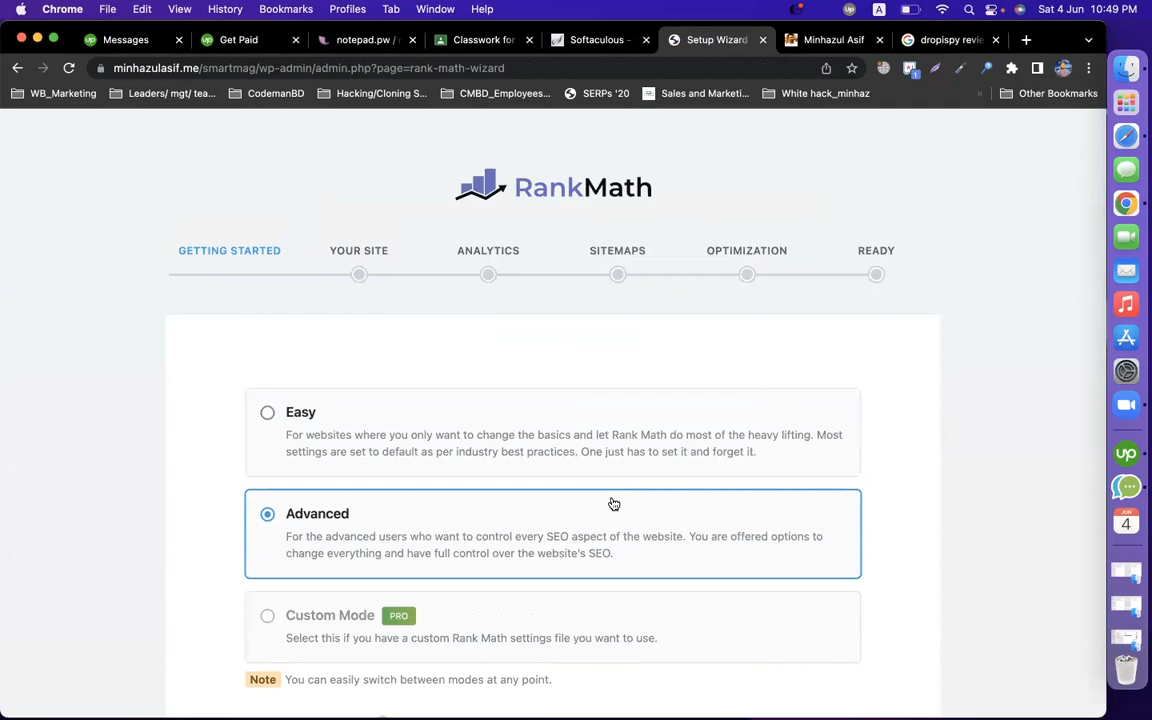 Chrome File Edit View History Bookmarks Profiles Tab Window Help A Sat 4 Jun 10:49 PM
Messages Get Paid notepad.pw / Classwork for Softaculous - Setup Wizard Minhazul Asif dropispy revie
minhazulasif.me/smartmag/wp-admin/admin.php?page=rank-math-wizard
WB_Marketing Leaders/ mgt/ tea... CodemanBD Hacking/Cloning S... CMBD_Employees... SERPs '20 Sales and Marketi... White hack_minhaz » Other Bookmarks
RankMath
GETTING STARTED YOUR SITE ANALYTICS SITEMAPS OPTIMIZATION READY
Easy
For websites where you only want to change the basics and let Rank Math do most of the heavy lifting. Most
settings are set to default as per industry best practices. One just has to set it and forget it.
Advanced
For the advanced users who want to control every SEO aspect of the website. You are offered options to
change everything and have full control over the website's SEO.
Custom Mode PRO
Select this if you have a custom Rank Math settings file you want to use.
Note You can easily switch between modes at any point.
up
JUN
4